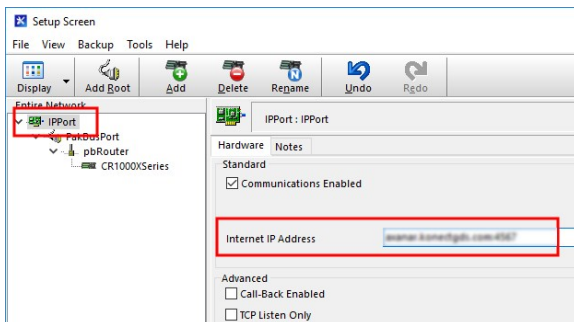 Setup Screen
File View Backup Tools Help
Display Add Root Add Delete Rename Undo Redo
Entire Network
IPPort
PakBusPort
pbRouter
CR1000XSeries
IPPort : IPPort
Hardware Notes
Standard
Communications Enabled
Internet IP Address
Advanced
Call-Back Enabled
TCP Listen Only